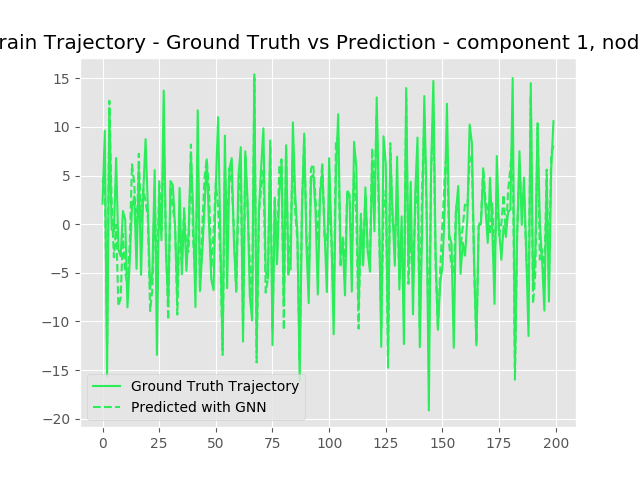 rain Trajectory - Ground Truth vs Prediction - component 1, nod
15
10
5
0
−5
−10
−15
−20
Ground Truth Trajectory
Predicted with GNN
0 25 50 75 100 125 150 175 200